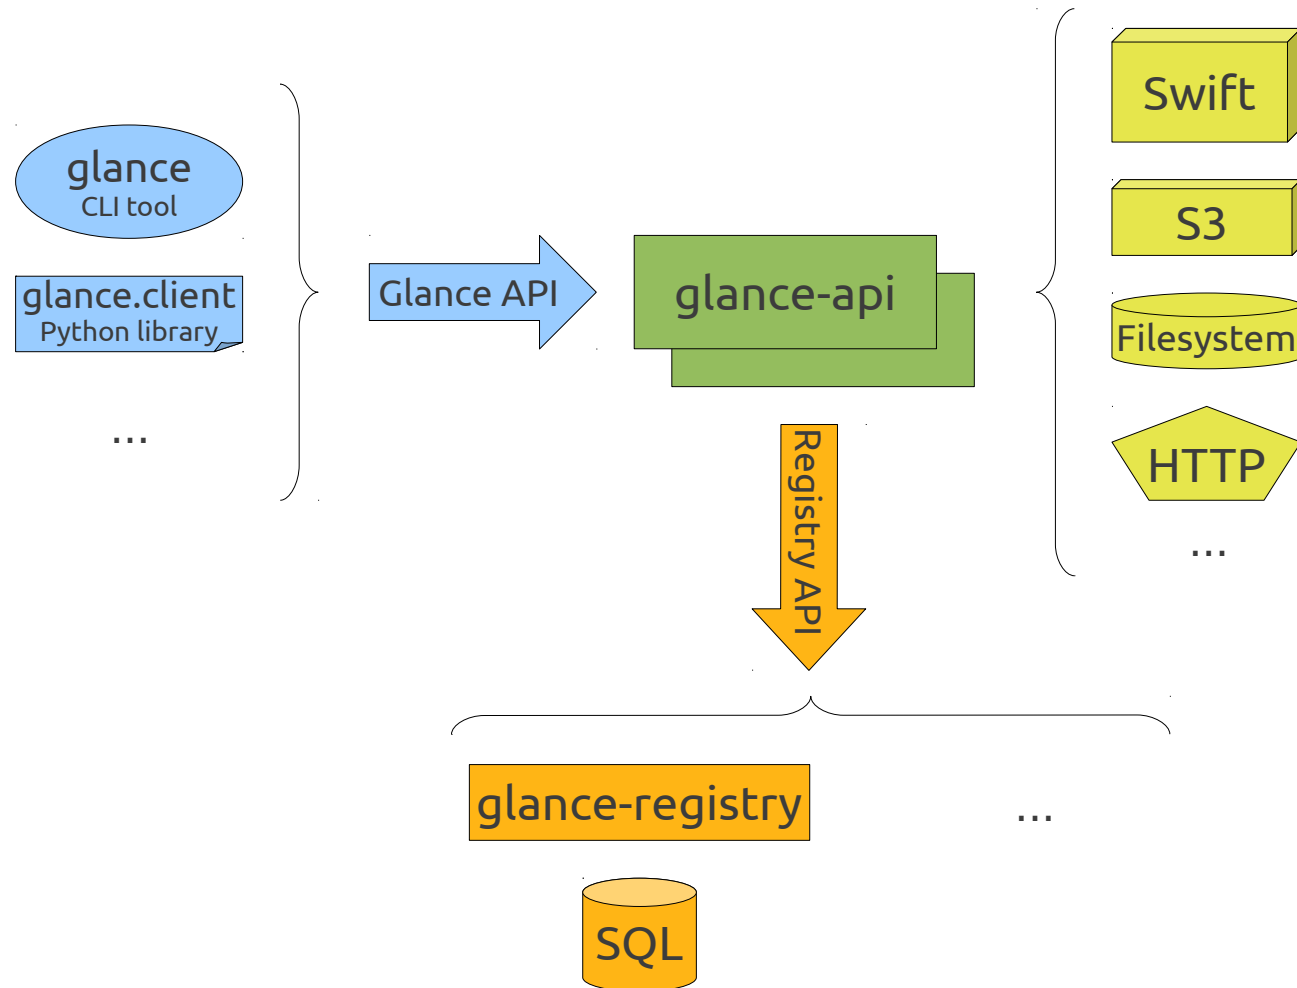 glance
CLI tool
glance.client
Python library
...
Glance API
glance-api
Swift
S3
Filesystem
HTTP
...
Registry API
glance-registry
...
SQL